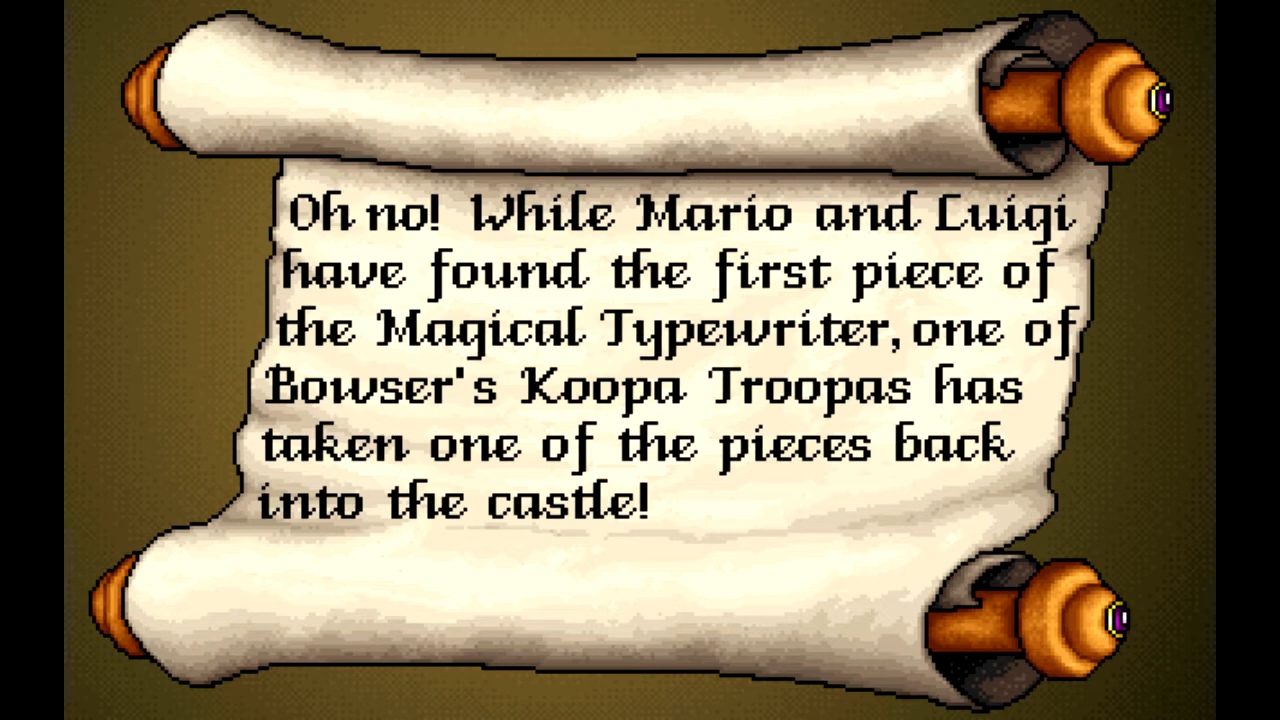 Oh no! While Mario and Luigi
have found the first piece of
the Magical Typewriter, one of
Bowser's Koopa Troopas has
taken one of the pieces back
into the castle!